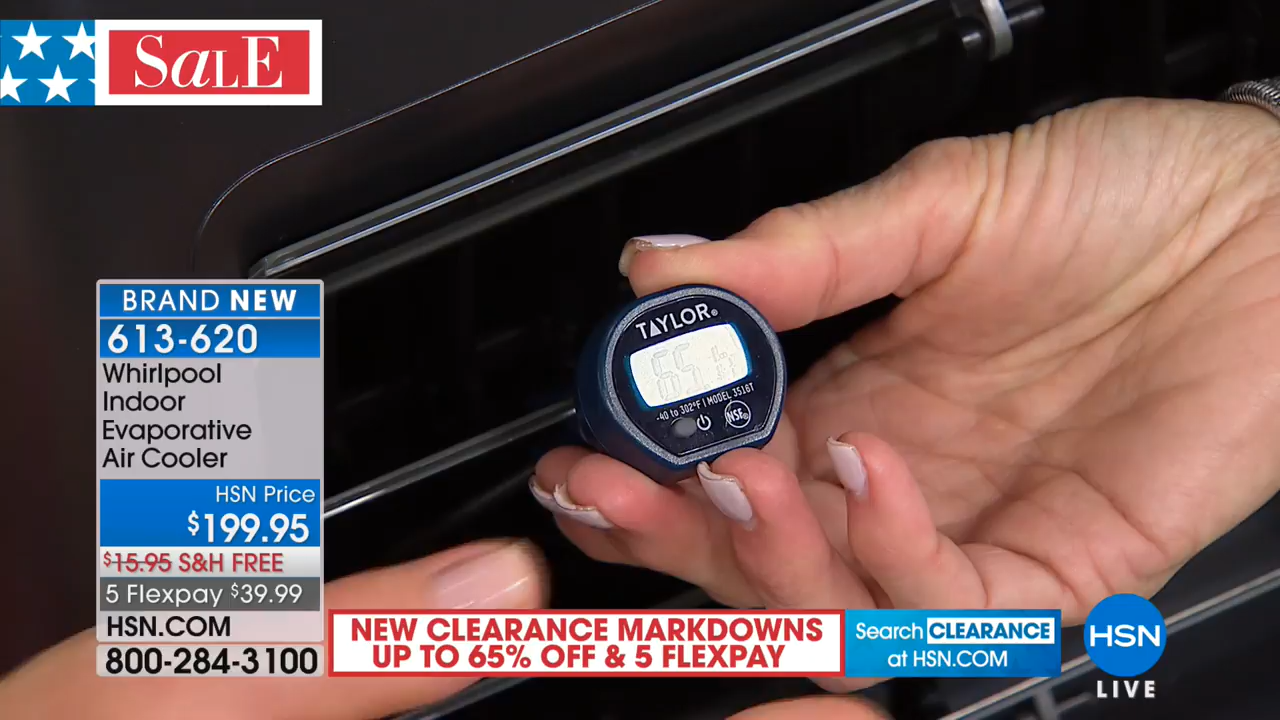 SALE
BRAND NEW
613-620
Whirlpool
Indoor
Evaporative
Air Cooler
HSN Price
$199.95
$15.95 S&H FREE
5 Flexpay $39.99
HSN.COM
800-284-3100
TAYLOR®
65.4
-40 to 302°F | MODEL 3516T
NSF®
NEW CLEARANCE MARKDOWNS
UP TO 65% OFF & 5 FLEXPAY
Search CLEARANCE
at HSN.COM
HSN
LIVE